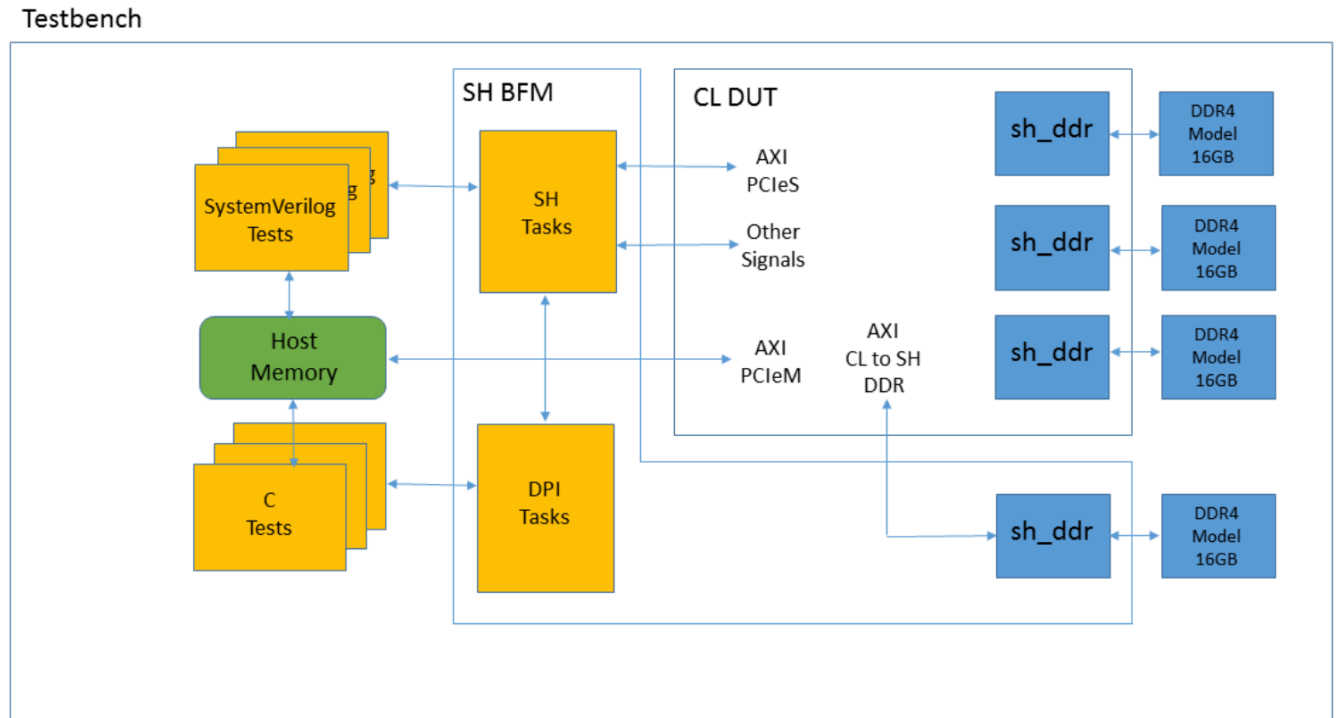 Testbench
SH BFM
CL DUT
SystemVerilog
Tests
g
g
Host
Memory
C
Tests
SH
Tasks
DPI
Tasks
AXI
PCIeS
Other
Signals
AXI
PCIeM
AXI
CL to SH
DDR
sh_ddr
DDR4
Model
16GB
sh_ddr
DDR4
Model
16GB
sh_ddr
DDR4
Model
16GB
sh_ddr
DDR4
Model
16GB